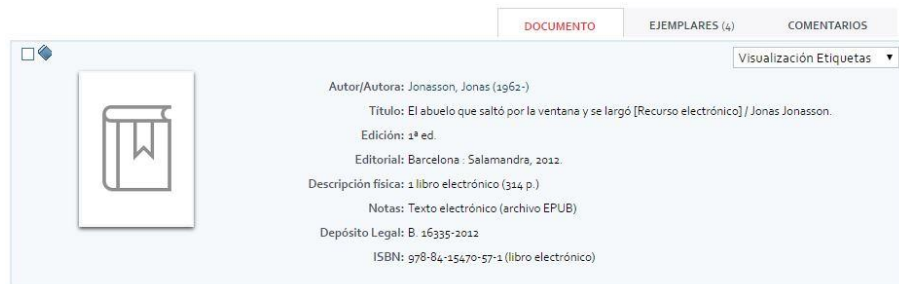 DOCUMENTO EJEMPLARES (4) COMENTARIOS
Visualización Etiquetas
Autor/Autora: Jonasson, Jonas (1962-)
Título: El abuelo que saltó por la ventana y se largó [Recurso electrónico] / Jonas Jonasson.
Edición: 1ª ed.
Editorial: Barcelona : Salamandra, 2012.
Descripción física: 1 libro electrónico (314 p.)
Notas: Texto electrónico (archivo EPUB)
Depósito Legal: B. 16335-2012
ISBN: 978-84-15470-57-1 (libro electrónico)